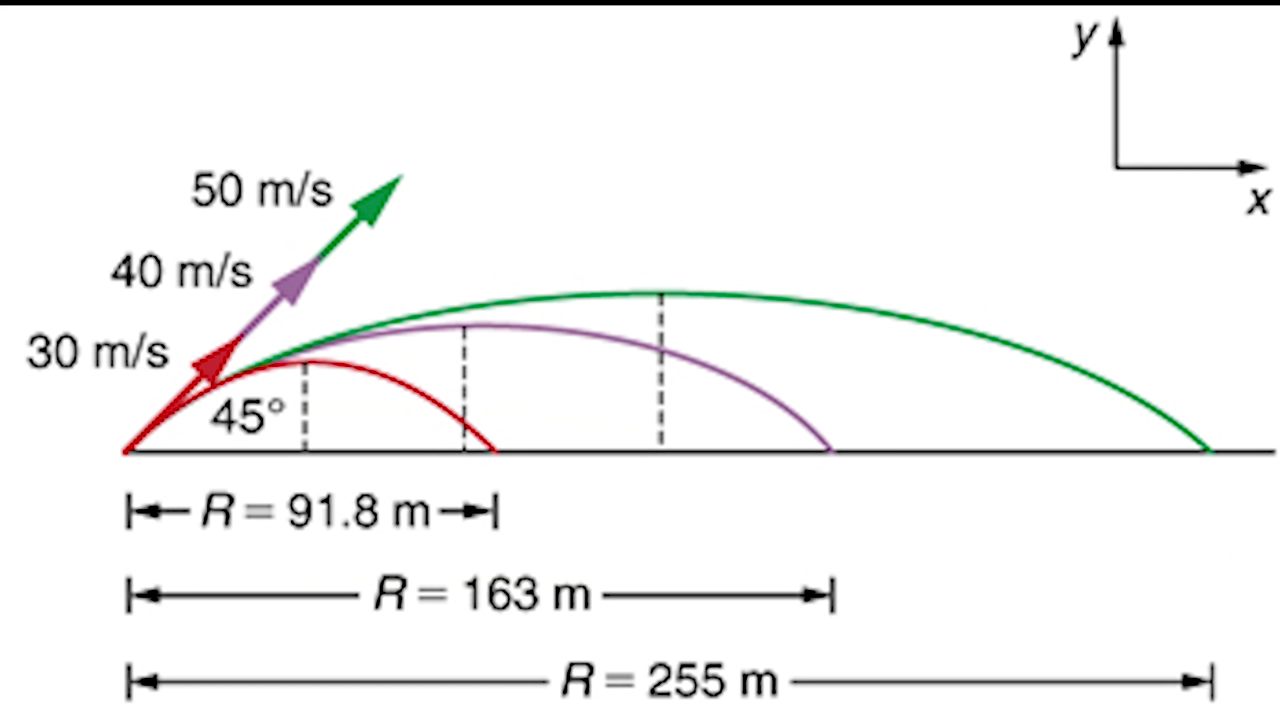 y
x
50 m/s
40 m/s
30 m/s
45°
R = 91.8 m
R = 163 m
R = 255 m